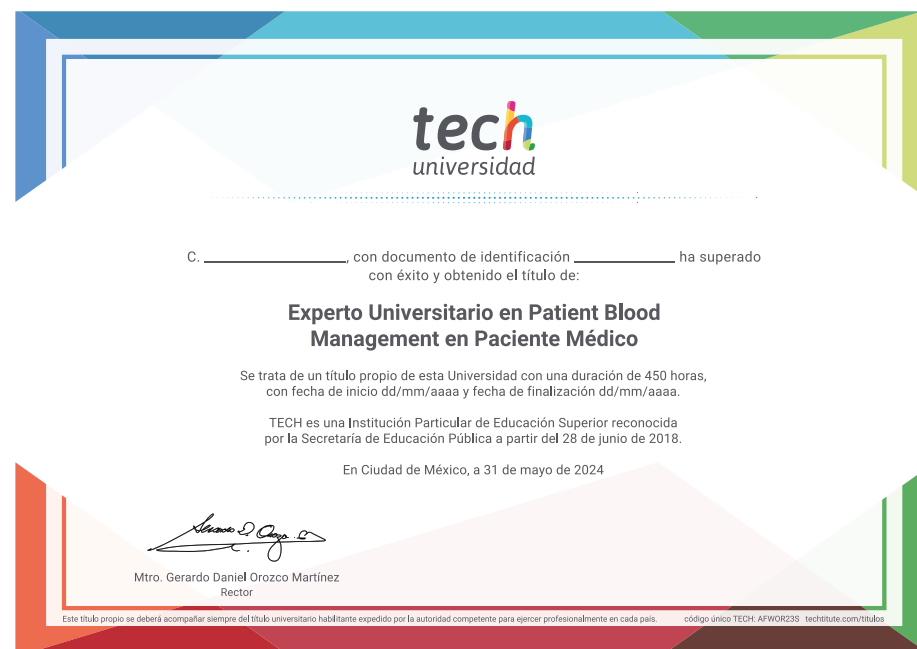 tech
universidad
C. ____________, con documento de identificación ____________ ha superado
con éxito y obtenido el título de:
Experto Universitario en Patient Blood
Management en Paciente Médico
Se trata de un título propio de esta Universidad con una duración de 450 horas,
con fecha de inicio dd/mm/aaaa y fecha de finalización dd/mm/aaaa.
TECH es una Institución Particular de Educación Superior reconocida
por la Secretaría de Educación Pública a partir del 28 de junio de 2018.
En Ciudad de México, a 31 de mayo de 2024
Mtro. Gerardo Daniel Orozco Martínez
Rector
Este título propio se deberá acompañar siempre del título universitario habilitante expedido por la autoridad competente para ejercer profesionalmente en cada país. código único TECH: AFWOR23S techtitute.com/titulos